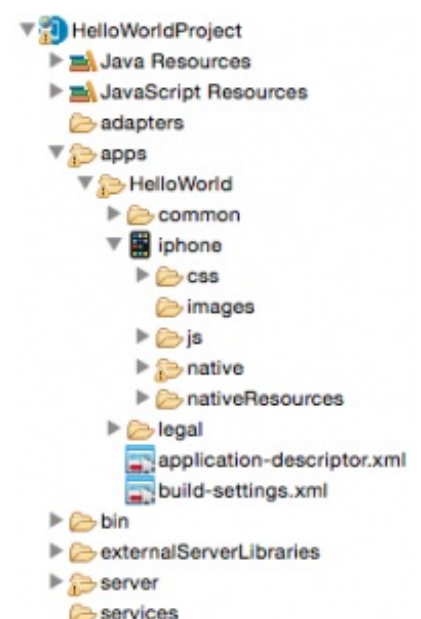 HelloWorldProject
Java Resources
JavaScript Resources
adapters
apps
HelloWorld
common
iphone
css
images
js
native
nativeResources
legal
application-descriptor.xml
build-settings.xml
bin
externalServerLibraries
server
services